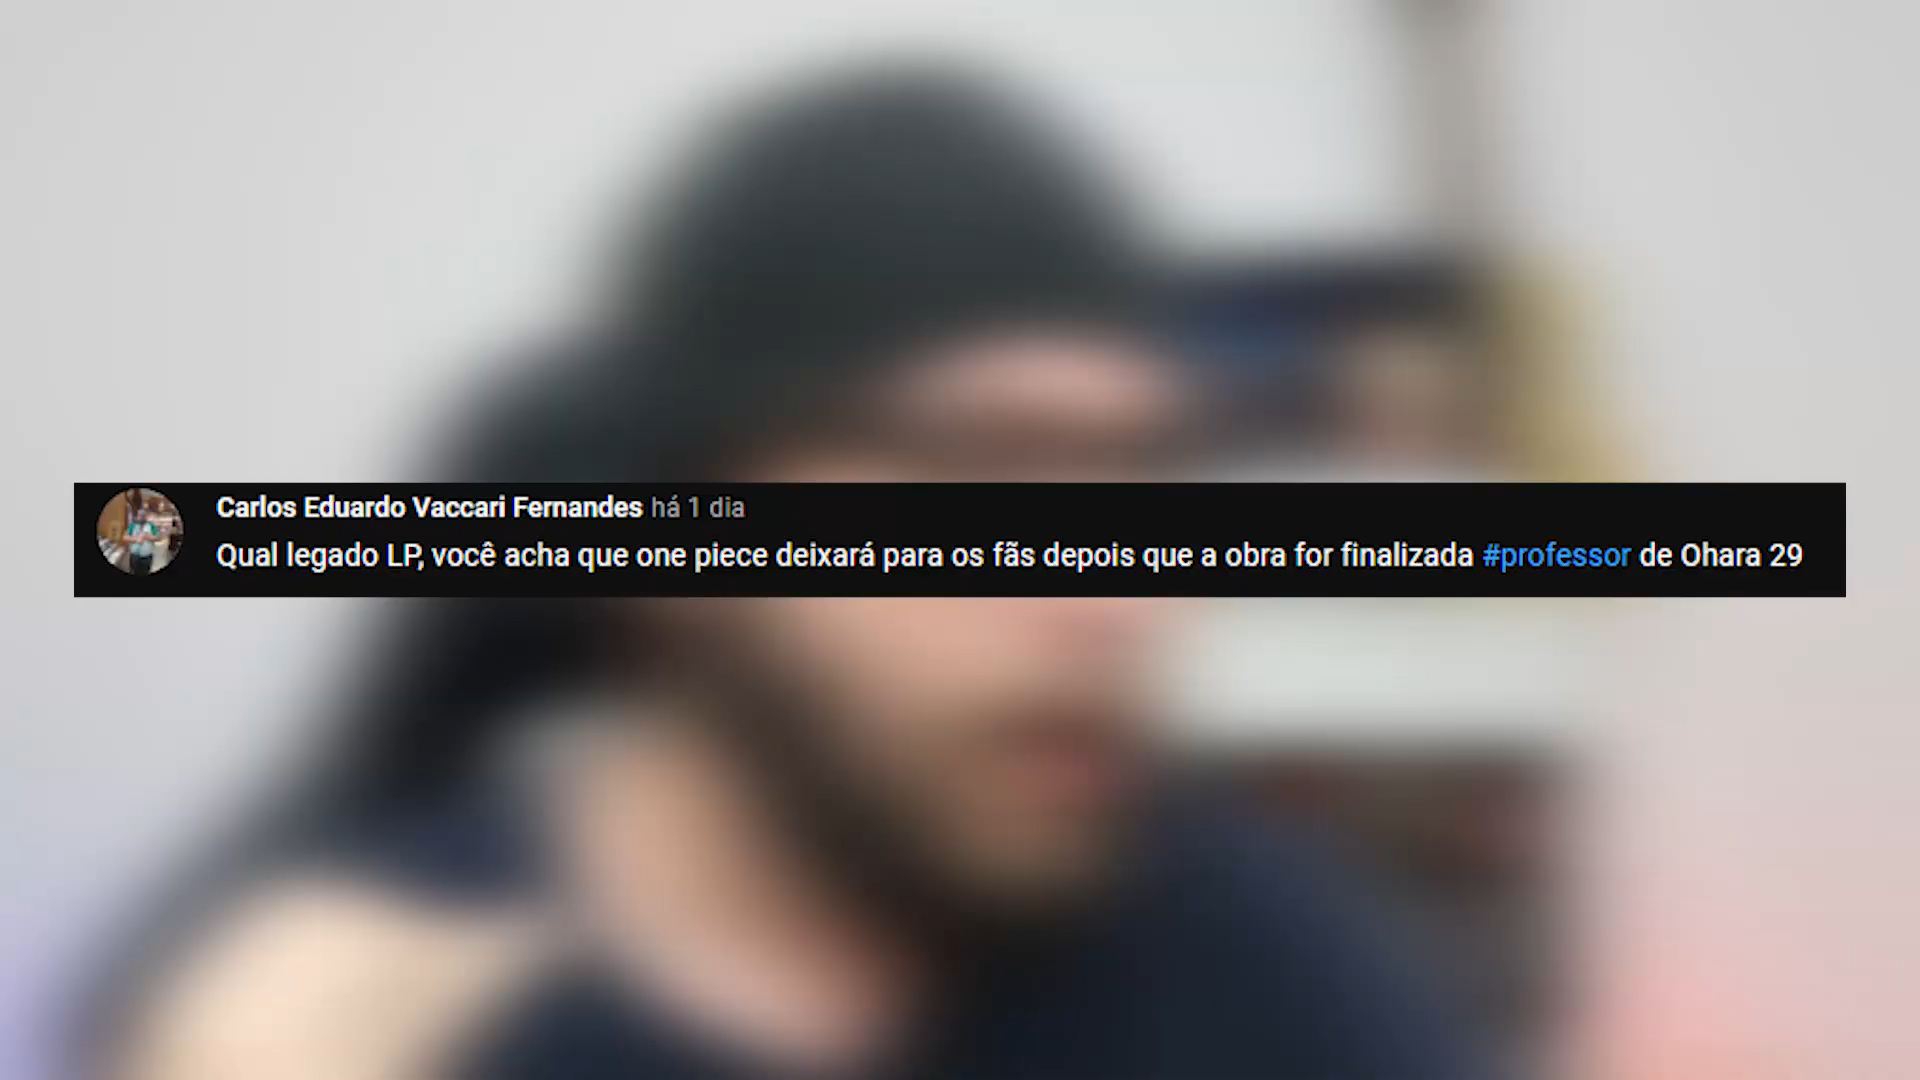 Carlos Eduardo Vaccari Fernandes há 1 dia
Qual legado LP, você acha que one piece deixará para os fãs depois que a obra for finalizada #professor de Ohara 29